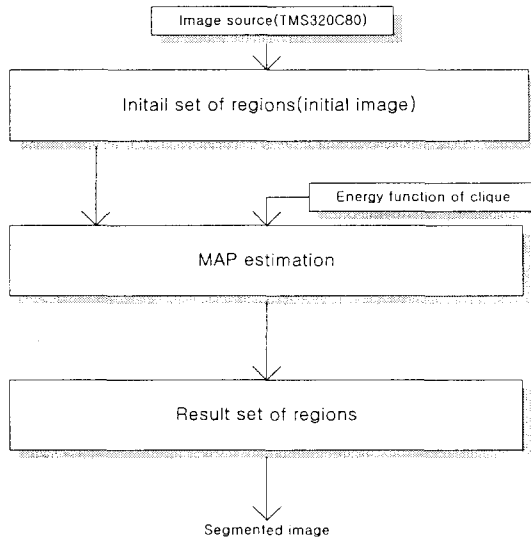 Image source(TMS320C80)
Initail set of regions(initial image)
Energy function of clique
MAP estimation
Result set of regions
Segmented image